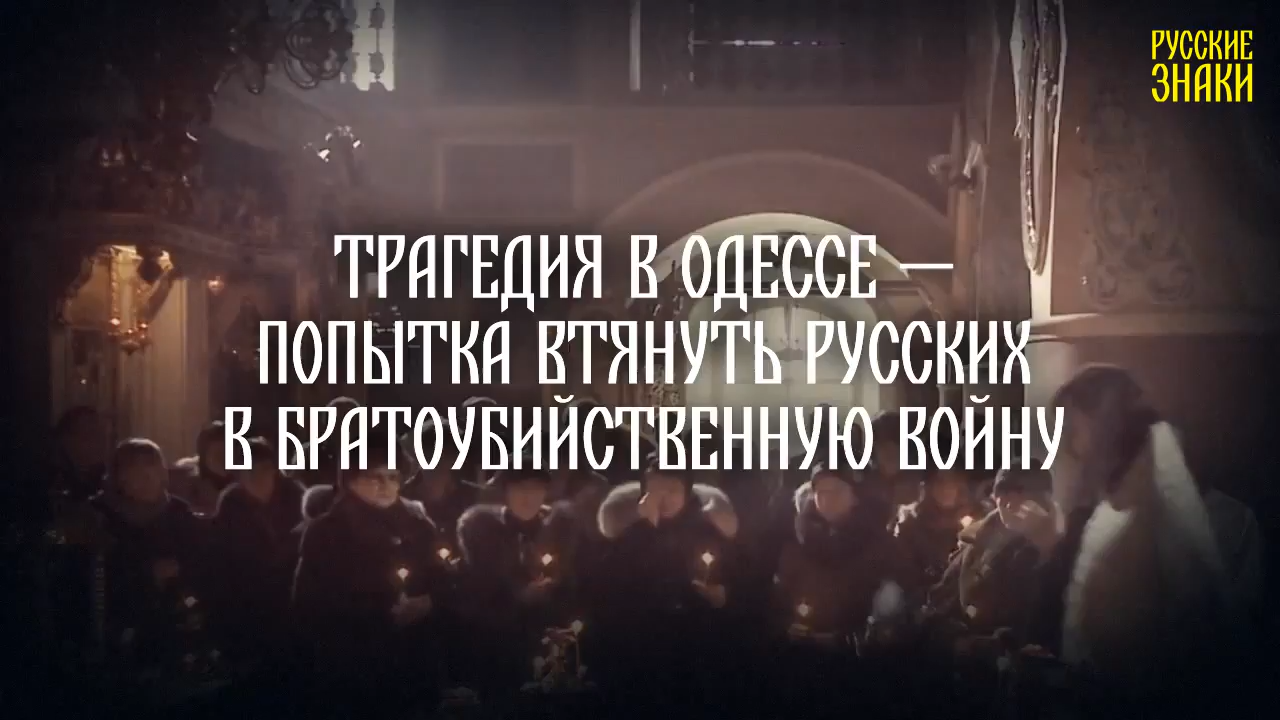 РУССКИЕ
ЗНАКИ
ТРАГЕДИЯ В ОДЕССЕ —
ПОПЫТКА ВТЯНУТЬ РУССКИХ
В БРАТОУБИЙСТВЕННУЮ ВОЙНУ